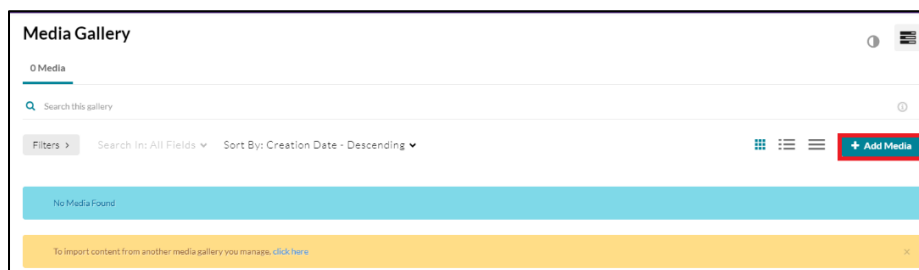 Media Gallery
0 Media
Search this gallery
Filters > Search In: All Fields Sort By: Creation Date - Descending + Add Media
No Media Found
To import content from another media gallery you manage, click here